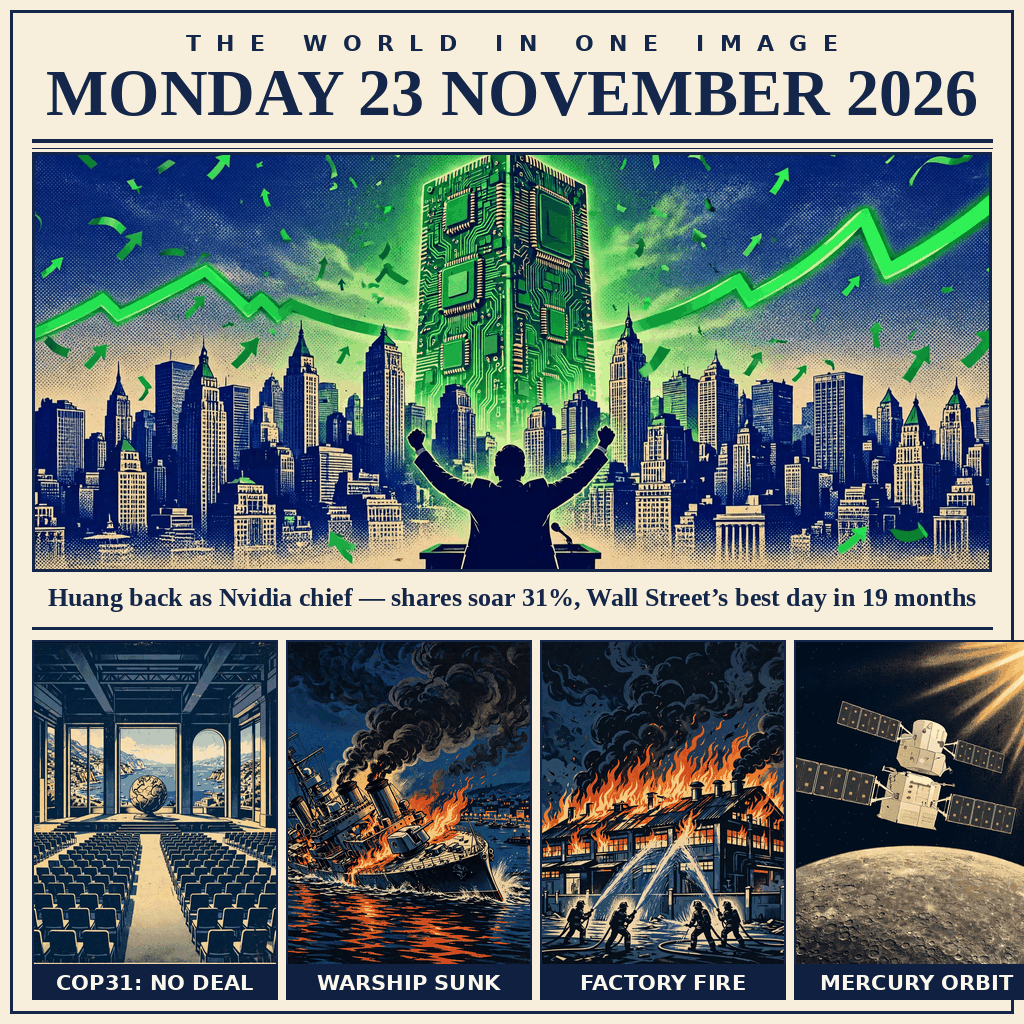 THE WORLD IN ONE IMAGE
MONDAY 23 NOVEMBER 2026
Huang back as Nvidia chief — shares soar 31%, Wall Street’s best day in 19 months
COP31: NO DEAL
WARSHIP SUNK
FACTORY FIRE
MERCURY ORBIT